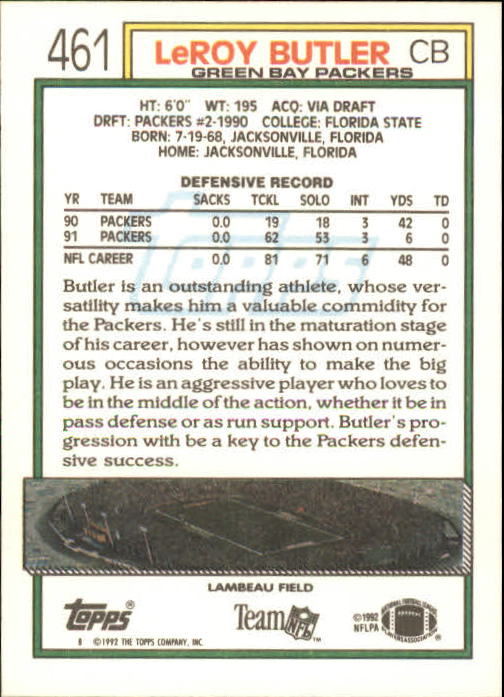 461
LeROY BUTLER CB
GREEN BAY PACKERS
HT: 6'0" WT: 195 ACQ: VIA DRAFT
DRFT: PACKERS #2-1990 COLLEGE: FLORIDA STATE
BORN: 7-19-68, JACKSONVILLE, FLORIDA
HOME: JACKSONVILLE, FLORIDA
DEFENSIVE RECORD
YR TEAM SACKS TCKL SOLO INT YDS TD
90 PACKERS 0.0 19 18 3 42 0
91 PACKERS 0.0 62 53 3 6 0
NFL CAREER 0.0 81 71 6 48 0
Topps
Butler is an outstanding athlete, whose ver-
satility makes him a valuable commidity for
the Packers. He's still in the maturation stage
of his career, however has shown on numer-
ous occasions the ability to make the big
play. He is an aggressive player who loves to
be in the middle of the action, whether it be in
pass defense or as run support. Butler's pro-
gression with be a key to the Packers defen-
sive success.
LAMBEAU FIELD
Topps®
Team NFL™
©1992
NFLPA
NATIONAL FOOTBALL LEAGUE
PLAYERS ASSOCIATION
®
8 ©1992 THE TOPPS COMPANY, INC.